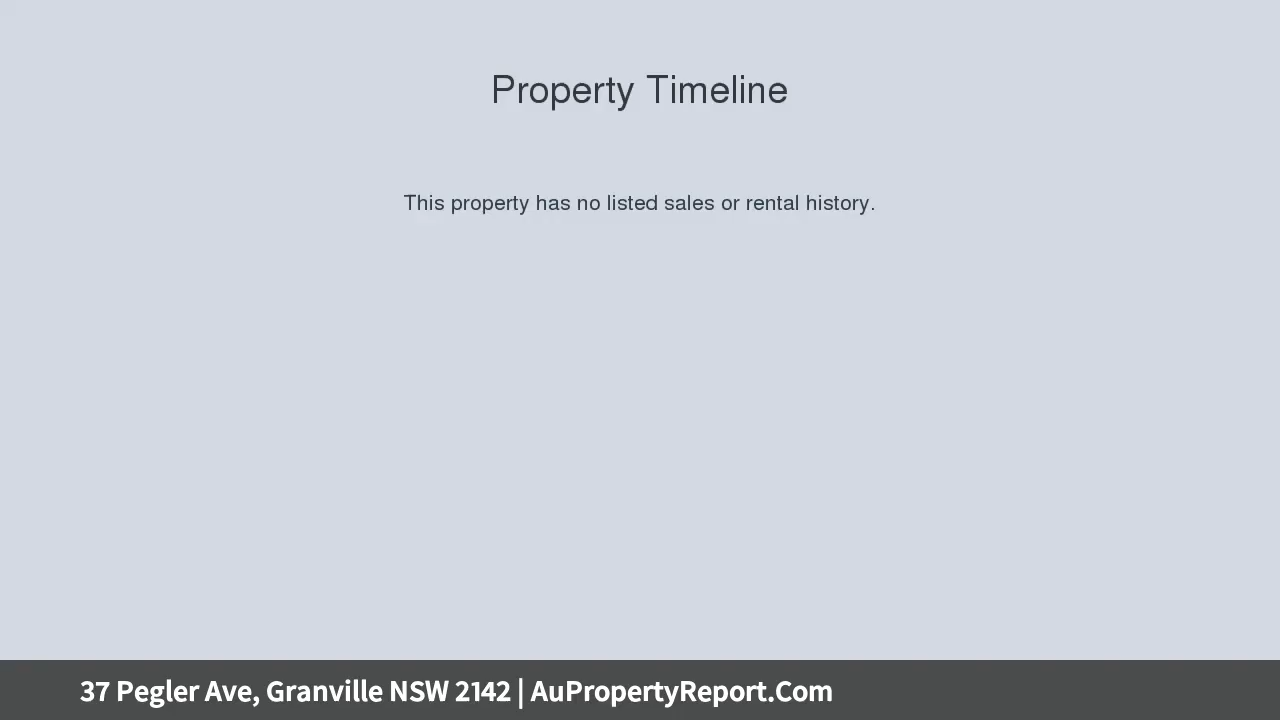 Property Timeline
This property has no listed sales or rental history.
37 Pegler Ave, Granville NSW 2142 | AuPropertyReport.Com